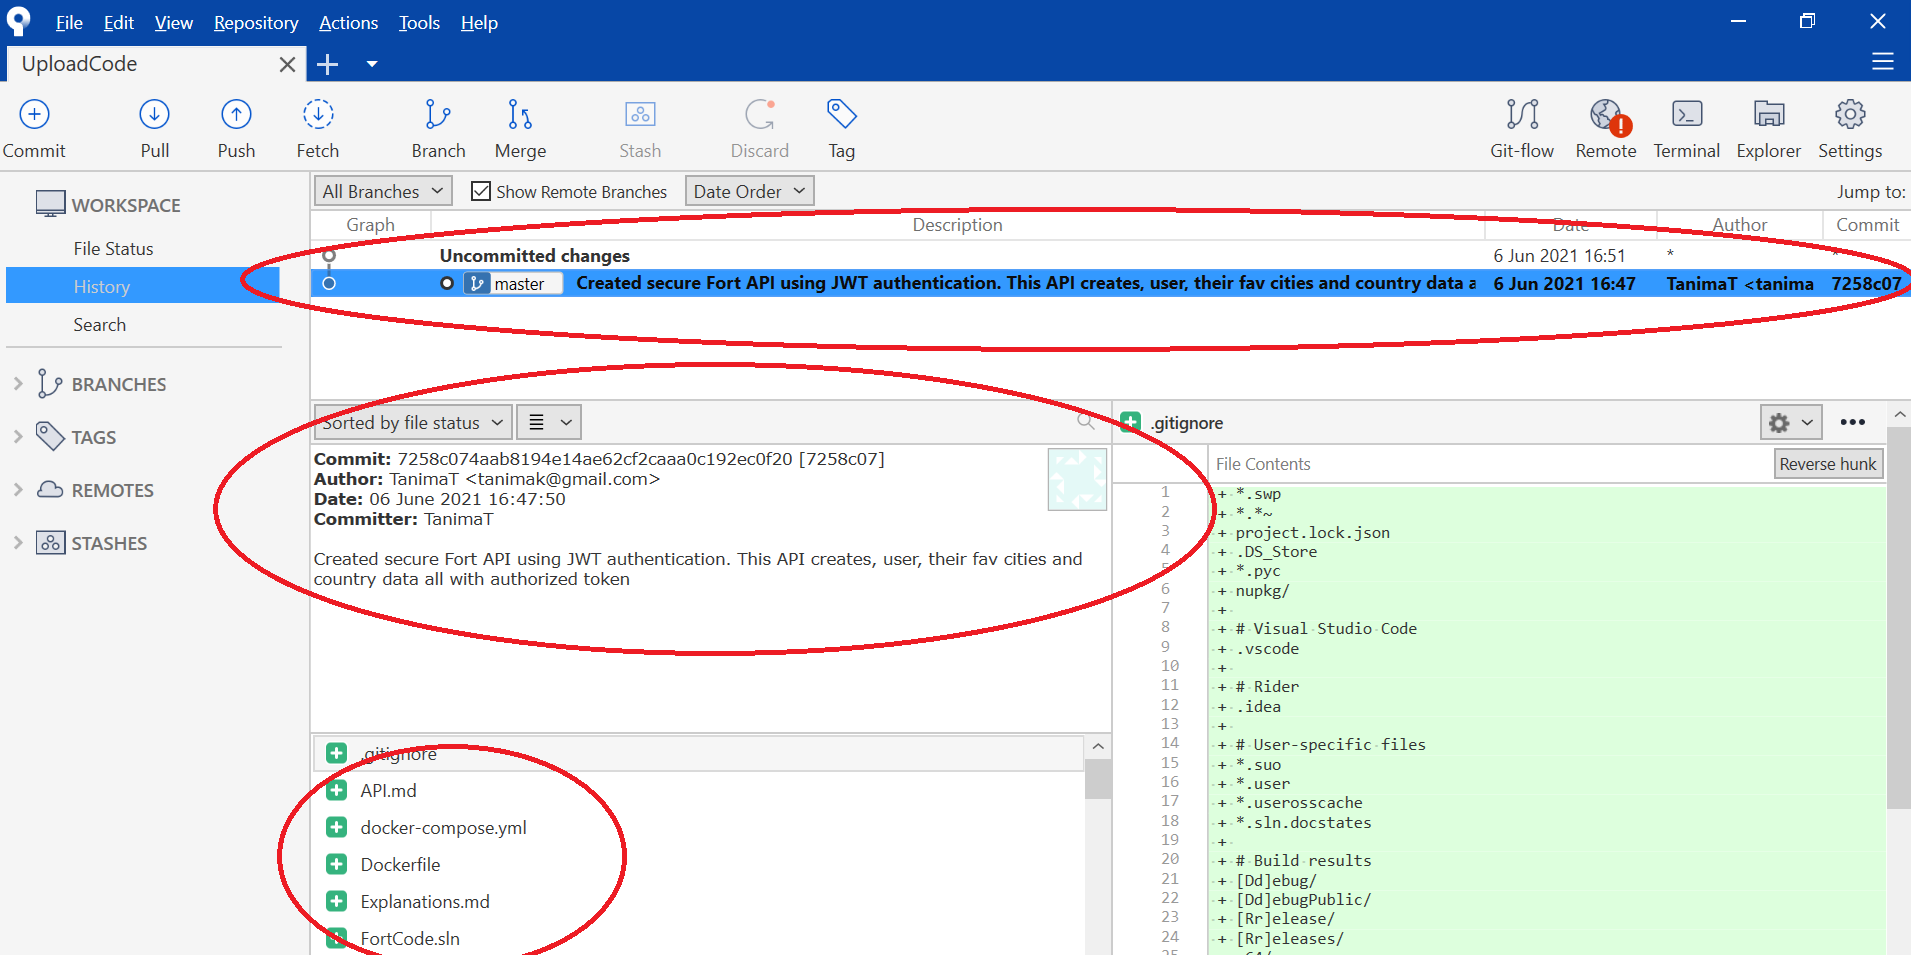 File Edit View Repository Actions Tools Help
UploadCode
Commit Pull Push Fetch Branch Merge Stash Discard Tag Git-flow Remote Terminal Explorer Settings
WORKSPACE
File Status
History
Search
BRANCHES
TAGS
REMOTES
STASHES
All Branches Show Remote Branches Date Order Jump to:
Graph Description Date Author Commit
Uncommitted changes 6 Jun 2021 16:51 * *
master Created secure Fort API using JWT authentication. This API creates, user, their fav cities and country data a 6 Jun 2021 16:47 TanimaT <tanima 7258c07
Sorted by file status
Commit: 7258c074aab8194e14ae62cf2caaa0c192ec0f20 [7258c07]
Author: TanimaT <tanimak@gmail.com>
Date: 06 June 2021 16:47:50
Committer: TanimaT
Created secure Fort API using JWT authentication. This API creates, user, their fav cities and
country data all with authorized token
.gitignore
API.md
docker-compose.yml
Dockerfile
Explanations.md
FortCode.sln
.gitignore
File Contents Reverse hunk
1 + *.swp
2 + *.*~
3 + project.lock.json
4 + .DS_Store
5 + *.pyc
6 + nupkg/
7 +
8 + # Visual Studio Code
9 + .vscode
10 +
11 + # Rider
12 + .idea
13 +
14 + # User-specific files
15 + *.suo
16 + *.user
17 + *.userosscache
18 + *.sln.docstates
19 +
20 + # Build results
21 + [Dd]ebug/
22 + [Dd]ebugPublic/
23 + [Rr]elease/
24 + [Rr]eleases/